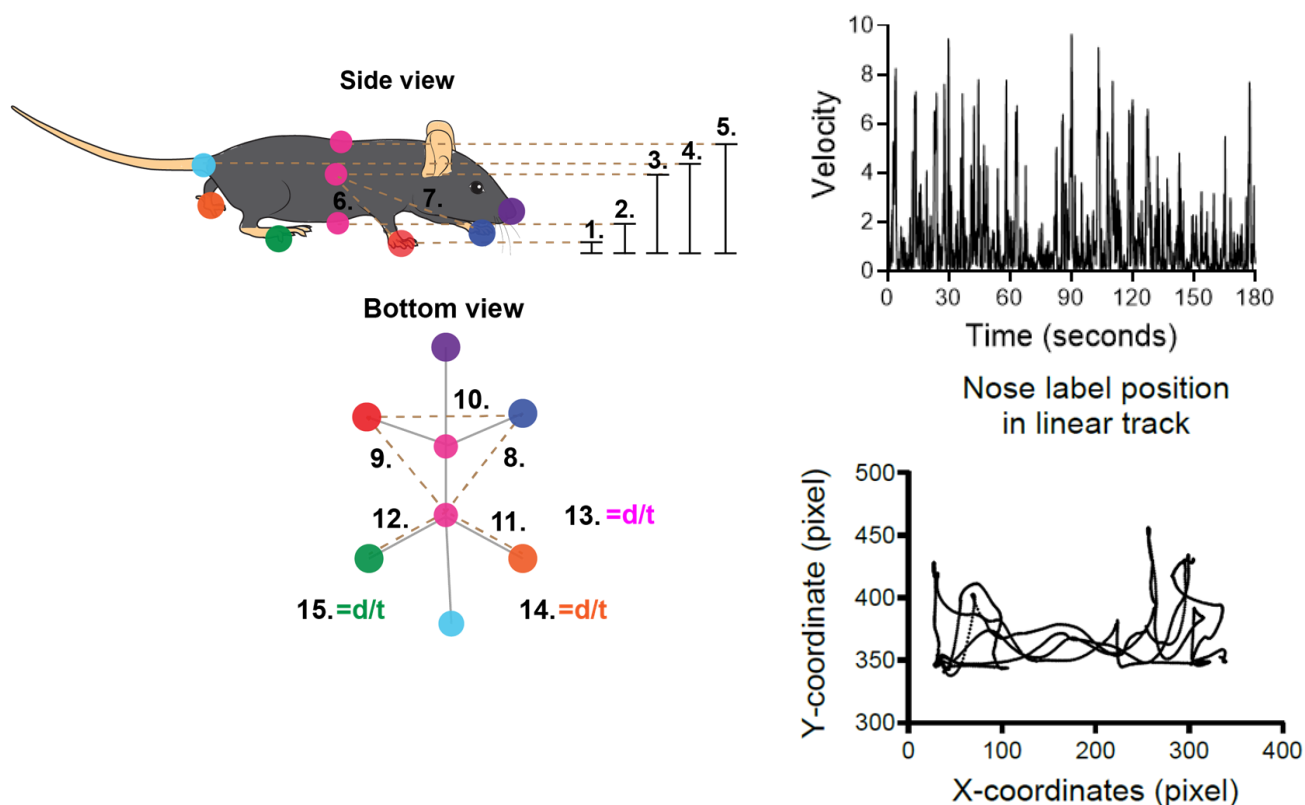 Side view
5.
4.
3.
2.
1.
6.
7.
Bottom view
10.
9.
8.
12.
11.
13. =d/t
15. =d/t
14. =d/t
Velocity
10
8
6
4
2
0
0 30 60 90 120 150 180
Time (seconds)
Nose label position
in linear track
Y-coordinate (pixel)
500
450
400
350
300
0 100 200 300 400
X-coordinates (pixel)